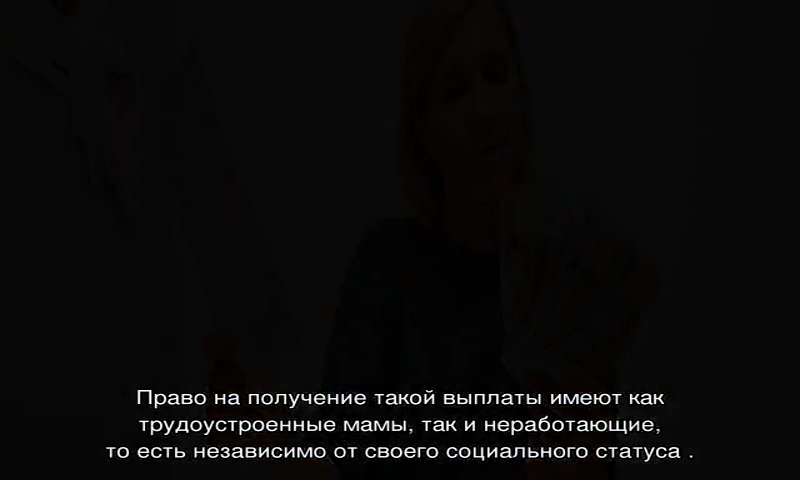 Право на получение такой выплаты имеют как
трудоустроенные мамы, так и неработающие,
то есть независимо от своего социального статуса .